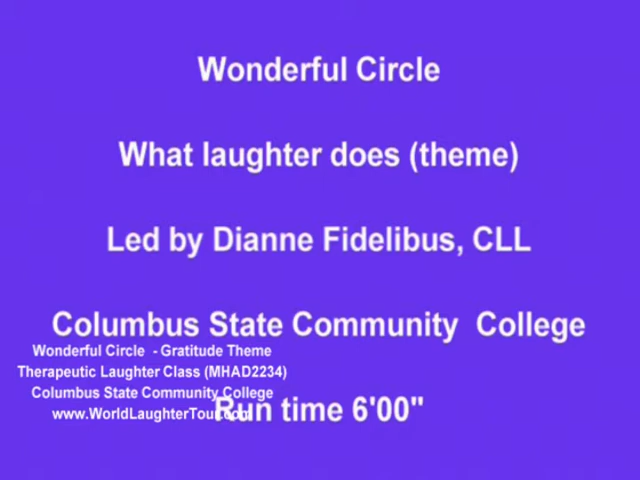 Wonderful Circle
What laughter does (theme)
Led by Dianne Fidelibus, CLL
Columbus State Community  College
Wonderful Circle  - Gratitude Theme
Therapeutic Laughter Class (MHAD2234)
Columbus State Community College
www.WorldLaughterTour.com
Run time 6'00"